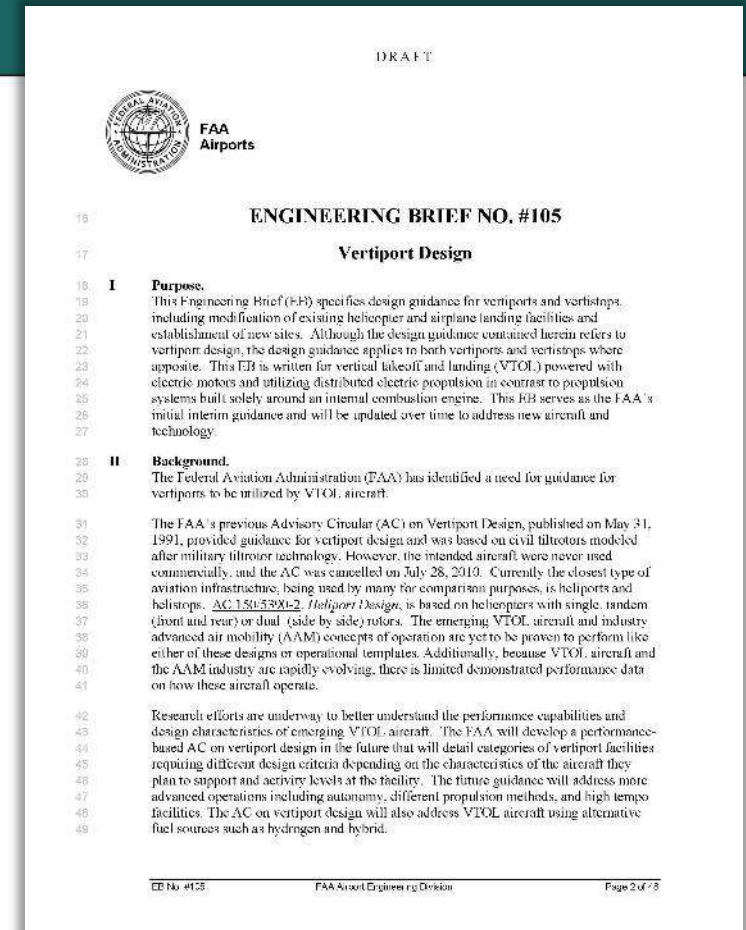 DRAFT
FEDERAL AVIATION ADMINISTRATION
FAA
Airports
16 ENGINEERING BRIEF NO. #105
17 Vertiport Design
18 I Purpose.
19 This Engineering Brief (EB) specifies design guidance for vertiports and vertistops,
20 including modification of existing helicopter and airplane landing facilities and
21 establishment of new sites. Although the design guidance contained herein refers to
22 vertiport design, the design guidance applies to both vertiports and vertistops where
23 apposite. This EB is written for vertical takeoff and landing (VTOL) powered with
24 electric motors and utilizing distributed electric propulsion in contrast to propulsion
25 systems built solely around an internal combustion engine. This EB serves as the FAA's
26 initial interim guidance and will be updated over time to address new aircraft and
27 technology.
28 II Background.
29 The Federal Aviation Administration (FAA) has identified a need for guidance for
30 vertiports to be utilized by VTOL aircraft.
31 The FAA's previous Advisory Circular (AC) on Vertiport Design, published on May 31,
32 1991, provided guidance for vertiport design and was based on civil tiltrotors modeled
33 after military tiltrotor technology. However, the intended aircraft were never used
34 commercially, and the AC was cancelled on July 28, 2010. Currently the closest type of
35 aviation infrastructure, being used by many for comparison purposes, is heliports and
36 helistops. AC 150/5390-2, Heliport Design, is based on helicopters with single, tandem
37 (front and rear) or dual (side by side) rotors. The emerging VTOL aircraft and industry
38 advanced air mobility (AAM) concepts of operation are yet to be proven to perform like
39 either of these designs or operational templates. Additionally, because VTOL aircraft and
40 the AAM industry are rapidly evolving, there is limited demonstrated performance data
41 on how these aircraft operate.
42 Research efforts are underway to better understand the performance capabilities and
43 design characteristics of emerging VTOL aircraft. The FAA will develop a performance-
44 based AC on vertiport design in the future that will detail categories of vertiport facilities
45 requiring different design criteria depending on the characteristics of the aircraft they
46 plan to support and activity levels at the facility. The future guidance will address more
47 advanced operations including autonomy, different propulsion methods, and high tempo
48 facilities. The AC on vertiport design will also address VTOL aircraft using alternative
49 fuel sources such as hydrogen and hybrid.
EB No. #105 FAA Airport Engineering Division Page 2 of